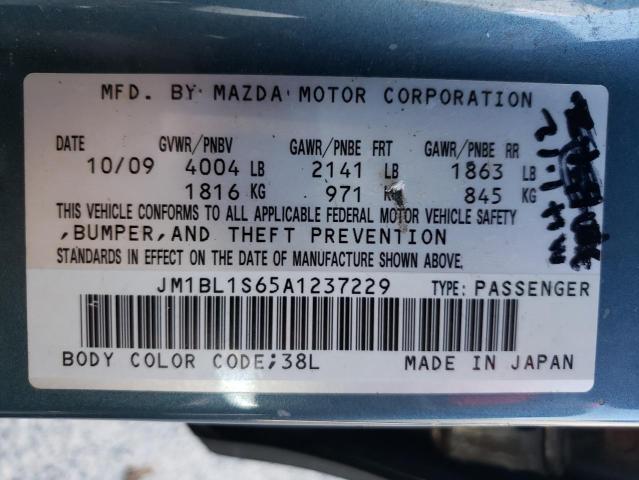 MFD. BY MAZDA MOTOR CORPORATION
DATE GVWR/PNBV GAWR/PNBE FRT GAWR/PNBE RR
10/09 4004 LB 2141 LB 1863 LB
1816 KG 971 KG 845 KG
THIS VEHICLE CONFORMS TO ALL APPLICABLE FEDERAL MOTOR VEHICLE SAFETY
,BUMPER,AND THEFT PREVENTION
STANDARDS IN EFFECT ON THE DATE OF MANUFACTURE SHOWN ABOVE.
JM1BL1S65A1237229 TYPE: PASSENGER
BODY COLOR CODE;38L MADE IN JAPAN